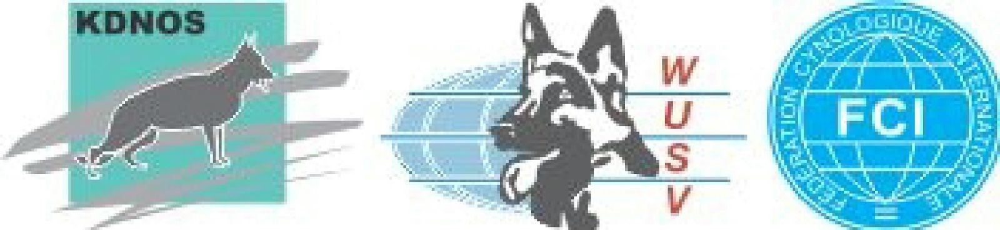 KDNOS
W
U
S
V
FEDERATION CYNOLOGIQUE INTERNATIONALE
FCI